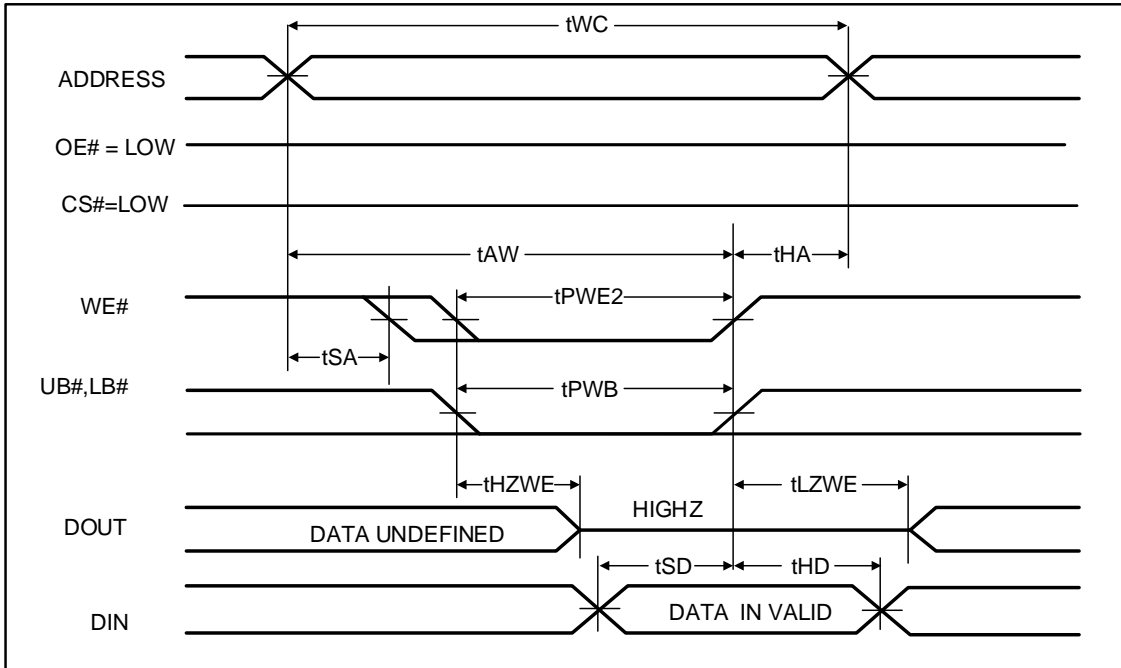 tWC
ADDRESS
OE# = LOW
CS#=LOW
tAW
tHA
WE#
tPWE2
tSA
UB#,LB#
tPWB
tHZWE
tLZWE
HIGHZ
DOUT
DATA UNDEFINED
tSD
tHD
DIN
DATA IN VALID